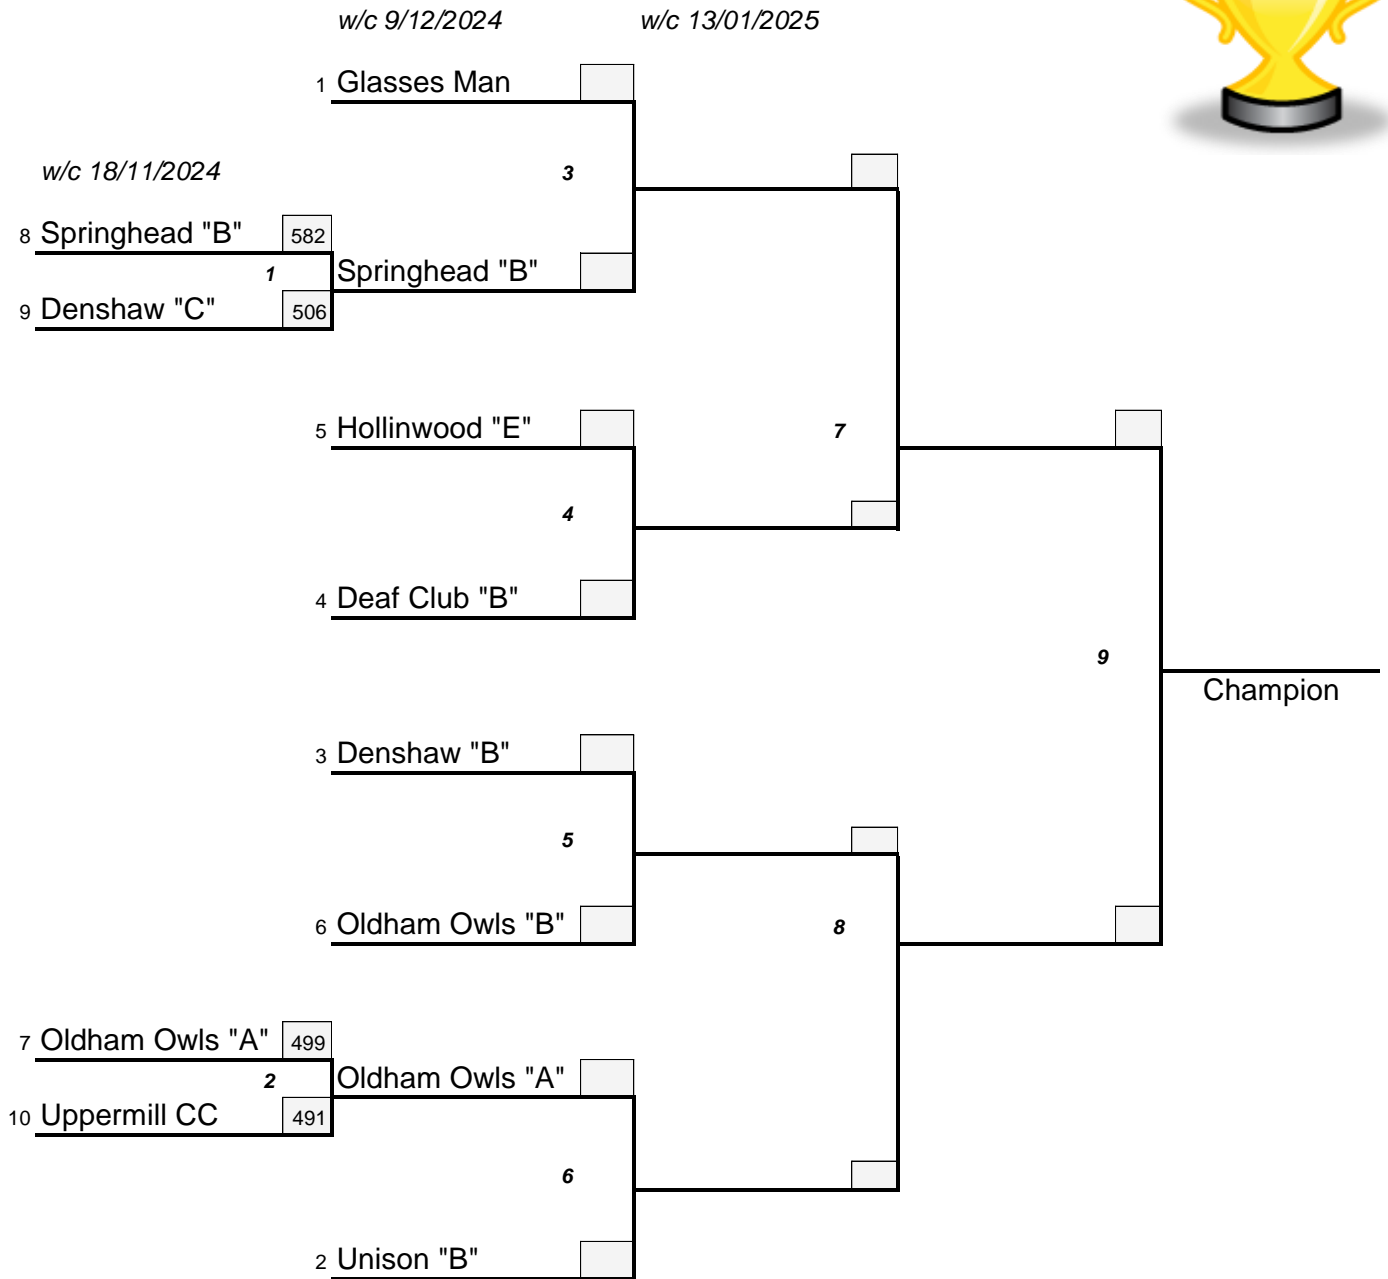 w/c 9/12/2024 w/c 13/01/2025
1 Glasses Man
w/c 18/11/2024 3
8 Springhead "B" 582
1 Springhead "B"
9 Denshaw "C" 506
5 Hollinwood "E" 7
4
4 Deaf Club "B"
9
Champion
3 Denshaw "B"
5
6 Oldham Owls "B" 8
7 Oldham Owls "A" 499
2 Oldham Owls "A"
10 Uppermill CC 491
6
2 Unison "B"